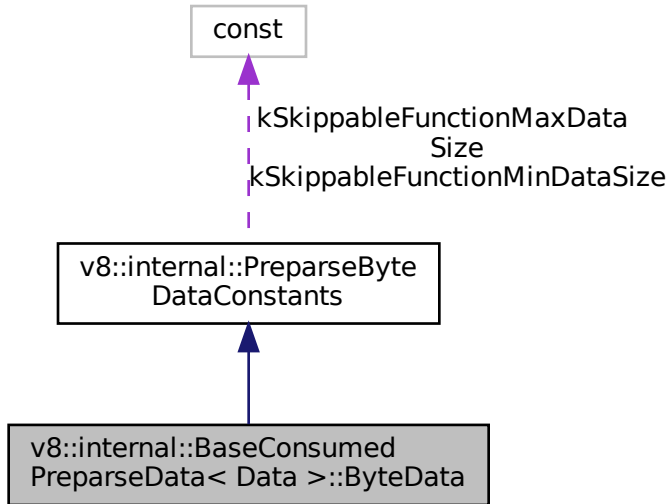 const
kSkippableFunctionMaxData
Size
kSkippableFunctionMinDataSize
v8::internal::PreparseByte
DataConstants
v8::internal::BaseConsumed
PreparseData< Data >::ByteData